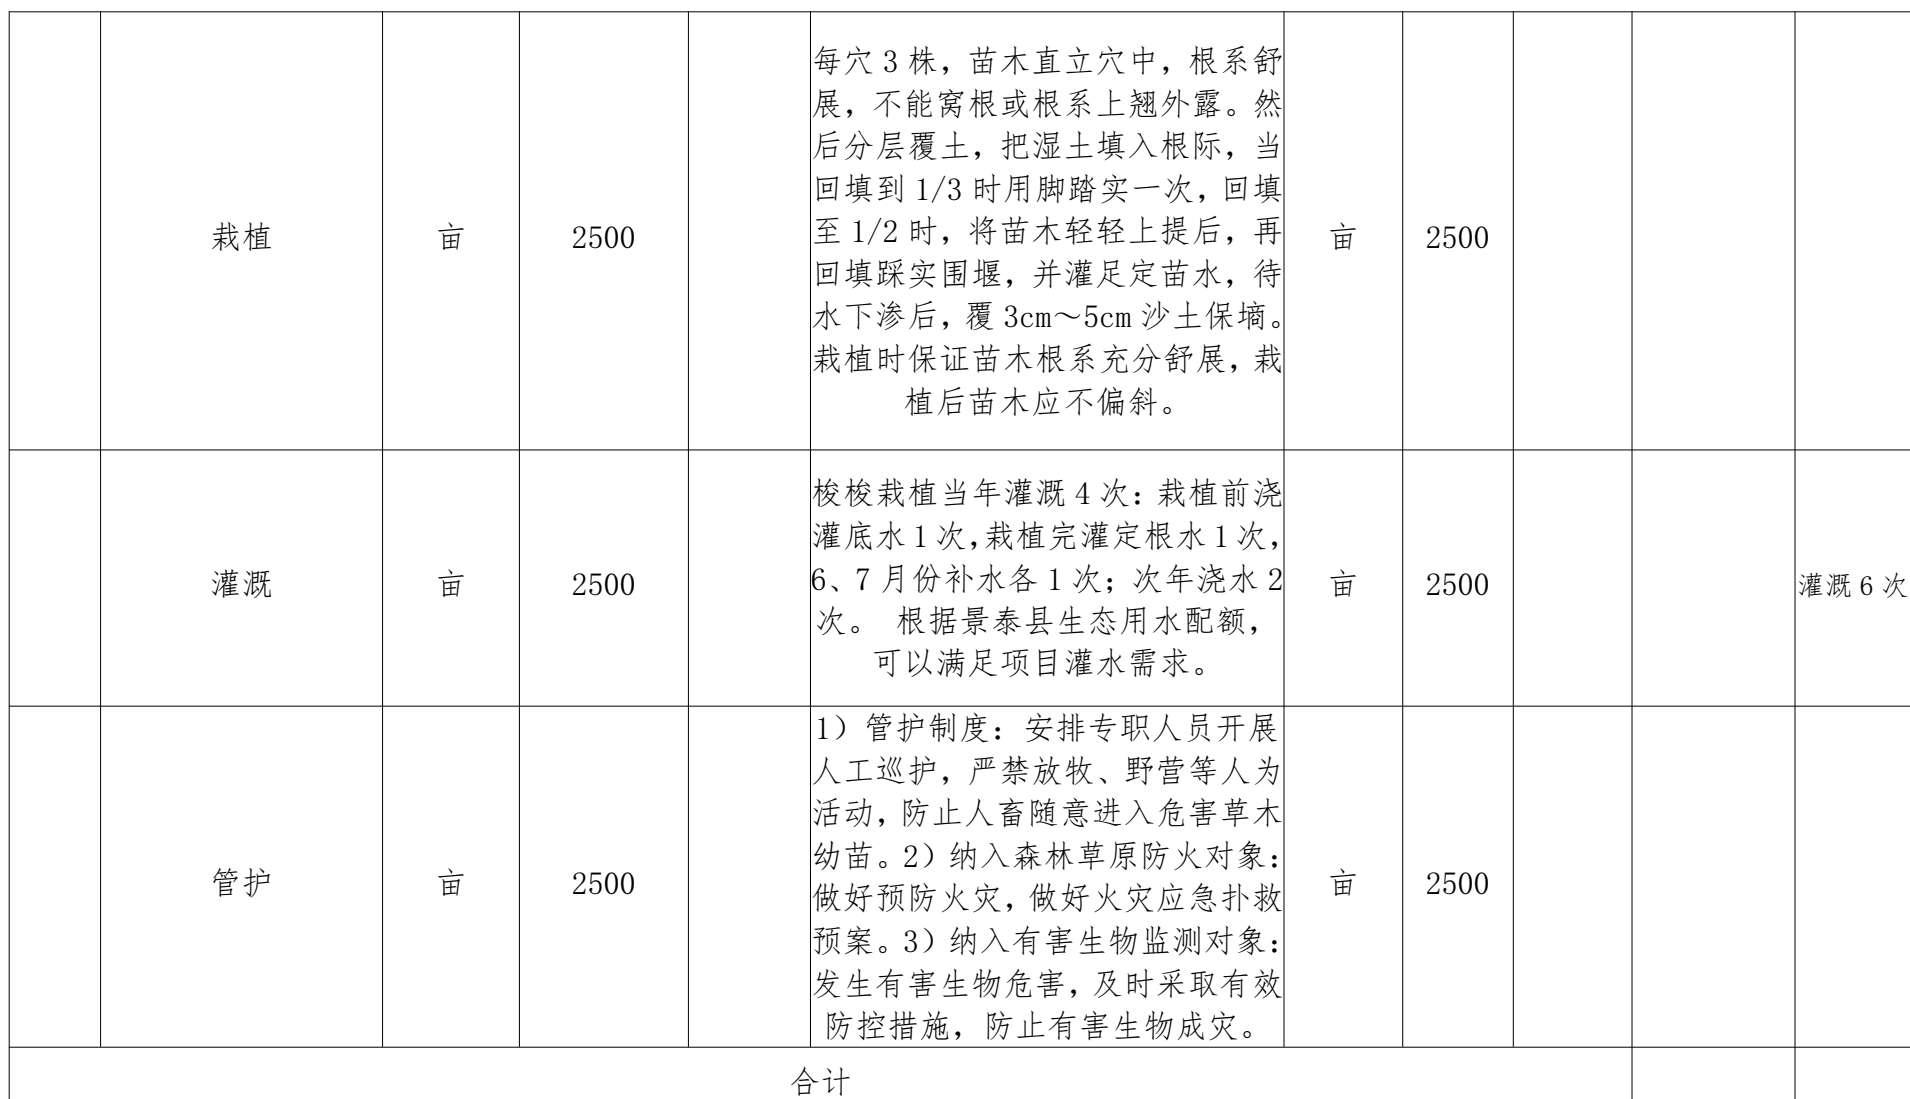 每穴 3 株，苗木直立穴中，根系舒
展，不能窝根或根系上翘外露。然
后分层覆土，把湿土填入根际，当
回填到 1/3 时用脚踏实一次，回填
栽植 亩 2500 至 1/2 时，将苗木轻轻上提后，再 亩 2500
回填踩实围堰，并灌足定苗水，待
水下渗后，覆 3cm～5cm 沙土保墒。
栽植时保证苗木根系充分舒展，栽
植后苗木应不偏斜。
梭梭栽植当年灌溉 4 次：栽植前浇
灌底水 1 次，栽植完灌定根水 1 次，
灌溉 亩 2500 6、7 月份补水各 1 次；次年浇水 2 亩 2500 灌溉 6 次
次。 根据景泰县生态用水配额，
可以满足项目灌水需求。
1）管护制度：安排专职人员开展
人工巡护，严禁放牧、野营等人为
活动，防止人畜随意进入危害草木
幼苗。2）纳入森林草原防火对象：
管护 亩 2500 做好预防火灾，做好火灾应急扑救 亩 2500
预案。3）纳入有害生物监测对象：
发生有害生物危害，及时采取有效
防控措施，防止有害生物成灾。
合计